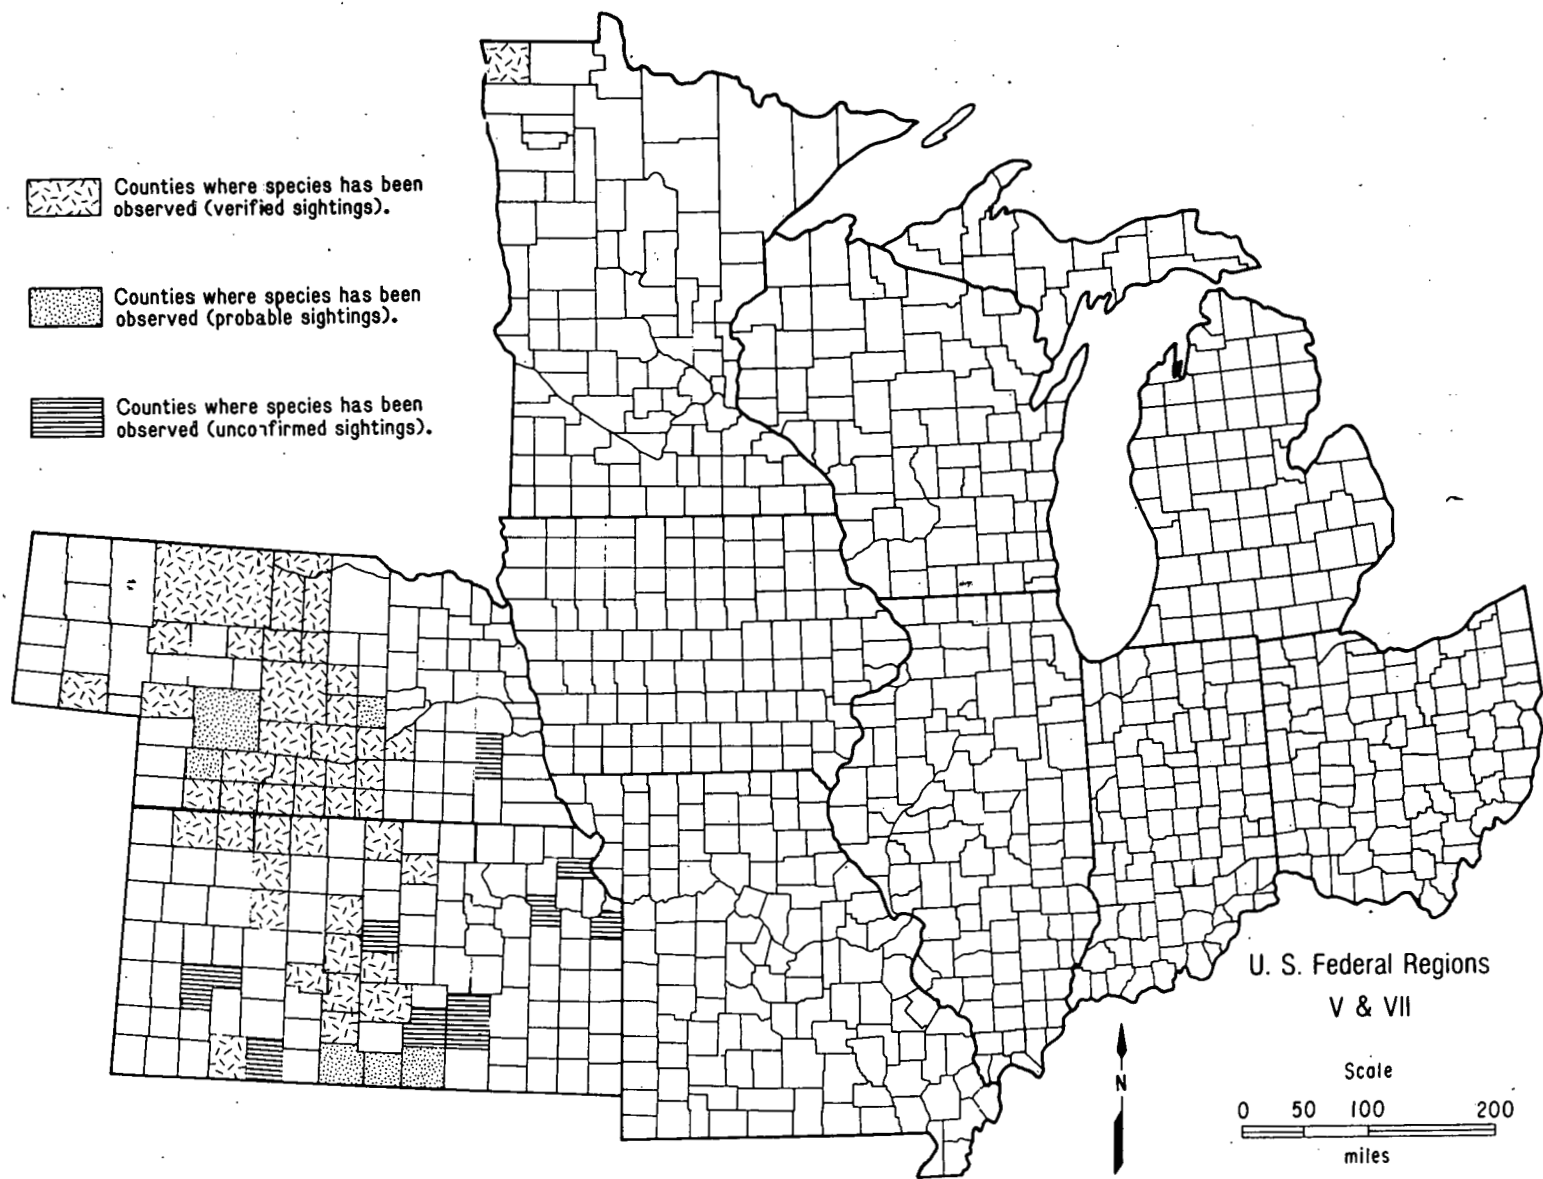 Counties where species has been
observed (verified sightings).
Counties where species has been
observed (probable sightings).
Counties where species has been
observed (unconfirmed sightings).
U. S. Federal Regions
V & VII
N
Scale
0 50 100 200
miles